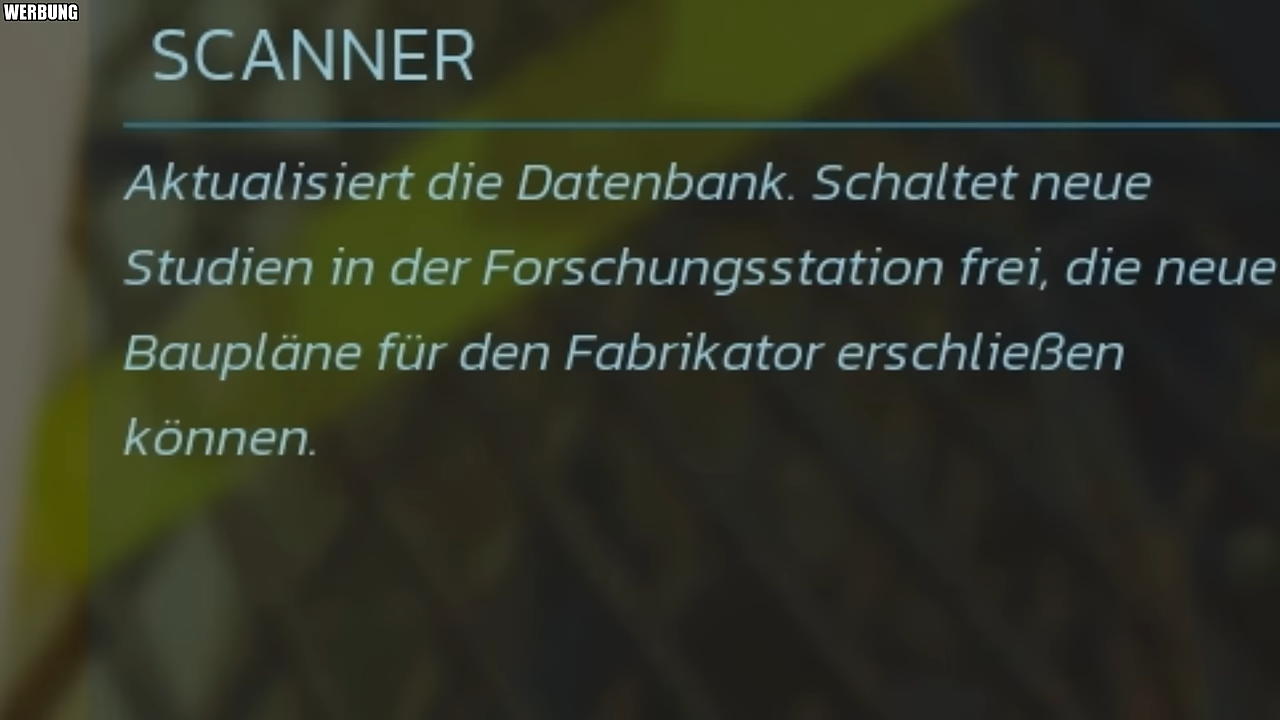 WERBUNG
SCANNER
Aktualisiert die Datenbank. Schaltet neue
Studien in der Forschungsstation frei, die neue
Baupläne für den Fabrikator erschließen
können.